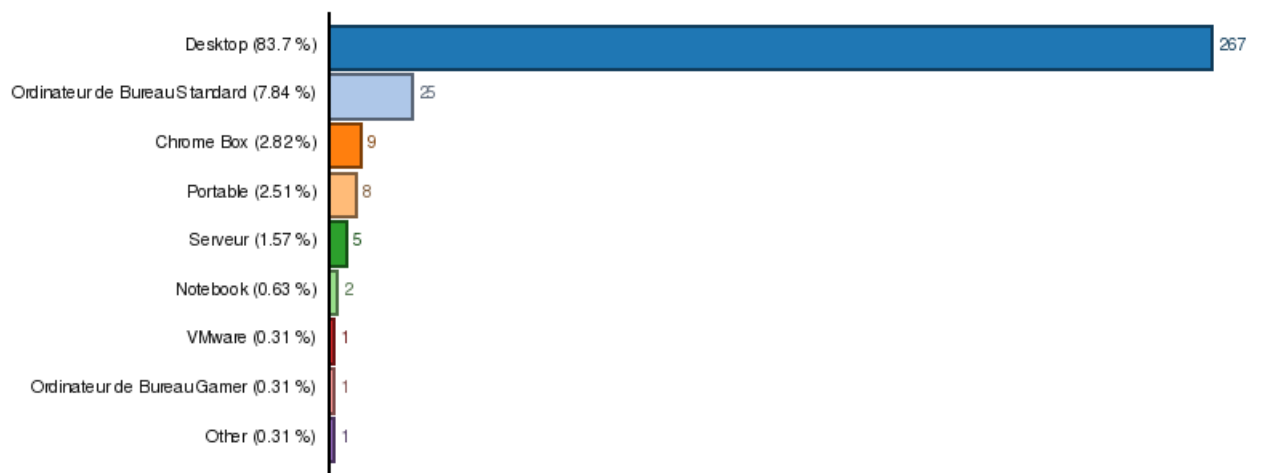 Desktop (83.7 %) 267
Ordinateur de Bureau Standard (7.84 %) 25
Chrome Box (2.82%) 9
Portable (2.51 %) 8
Serveur (1.57 %) 5
Notebook (0.63 %) 2
VMware (0.31 %) 1
Ordinateur de Bureau Gamer (0.31 %) 1
Other (0.31 %) 1